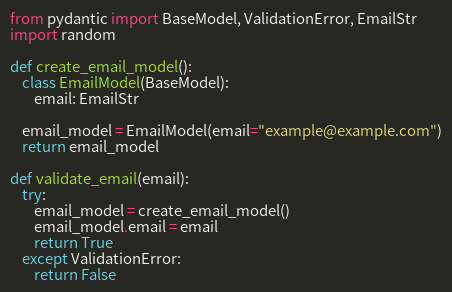 from pydantic import BaseModel, ValidationError, EmailStr
import random

def create_email_model():
    class EmailModel(BaseModel):
        email: EmailStr

    email_model = EmailModel(email="example@example.com")
    return email_model

def validate_email(email):
    try:
        email_model = create_email_model()
        email_model.email = email
        return True
    except ValidationError:
        return False